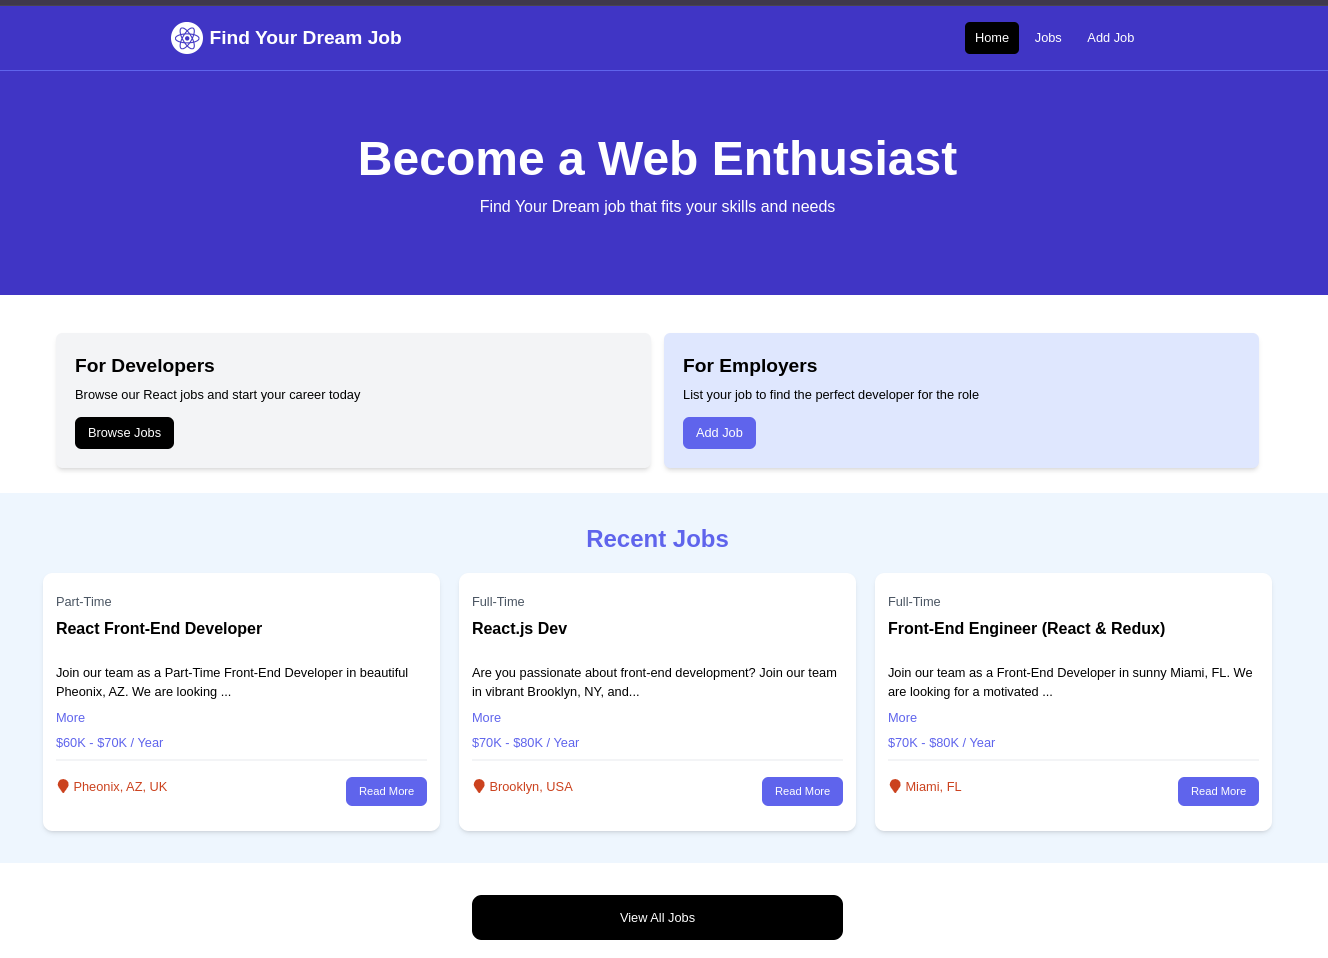 Find Your Dream Job
Home Jobs Add Job
Become a Web Enthusiast
Find Your Dream job that fits your skills and needs
For Developers
Browse our React jobs and start your career today
Browse Jobs
For Employers
List your job to find the perfect developer for the role
Add Job
Recent Jobs
Part-Time
React Front-End Developer
Join our team as a Part-Time Front-End Developer in beautiful
Pheonix, AZ. We are looking ...
More
$60K - $70K / Year
Pheonix, AZ, UK
Read More
Full-Time
React.js Dev
Are you passionate about front-end development? Join our team
in vibrant Brooklyn, NY, and...
More
$70K - $80K / Year
Brooklyn, USA
Read More
Full-Time
Front-End Engineer (React & Redux)
Join our team as a Front-End Developer in sunny Miami, FL. We
are looking for a motivated ...
More
$70K - $80K / Year
Miami, FL
Read More
View All Jobs